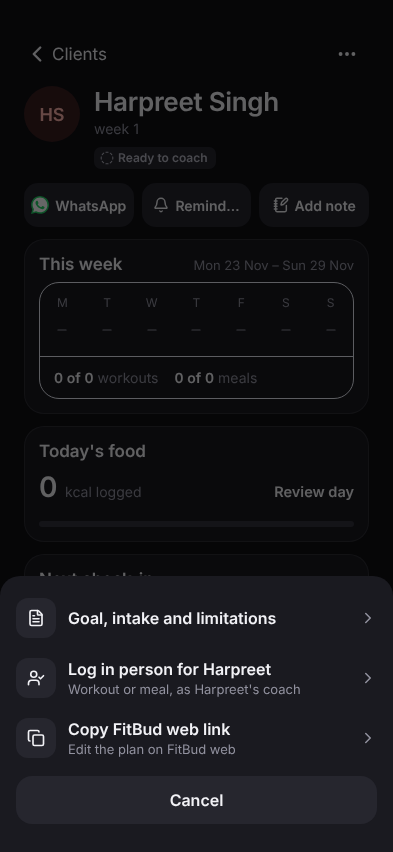 Clients
HS
Harpreet Singh
week 1
Ready to coach
WhatsApp
Remind...
Add note
This week
Mon 23 Nov – Sun 29 Nov
M T W T F S S
– – – – – – –
0 of 0 workouts 0 of 0 meals
Today's food
0 kcal logged
Review day
Goal, intake and limitations
Log in person for Harpreet
Workout or meal, as Harpreet's coach
Copy FitBud web link
Edit the plan on FitBud web
Cancel